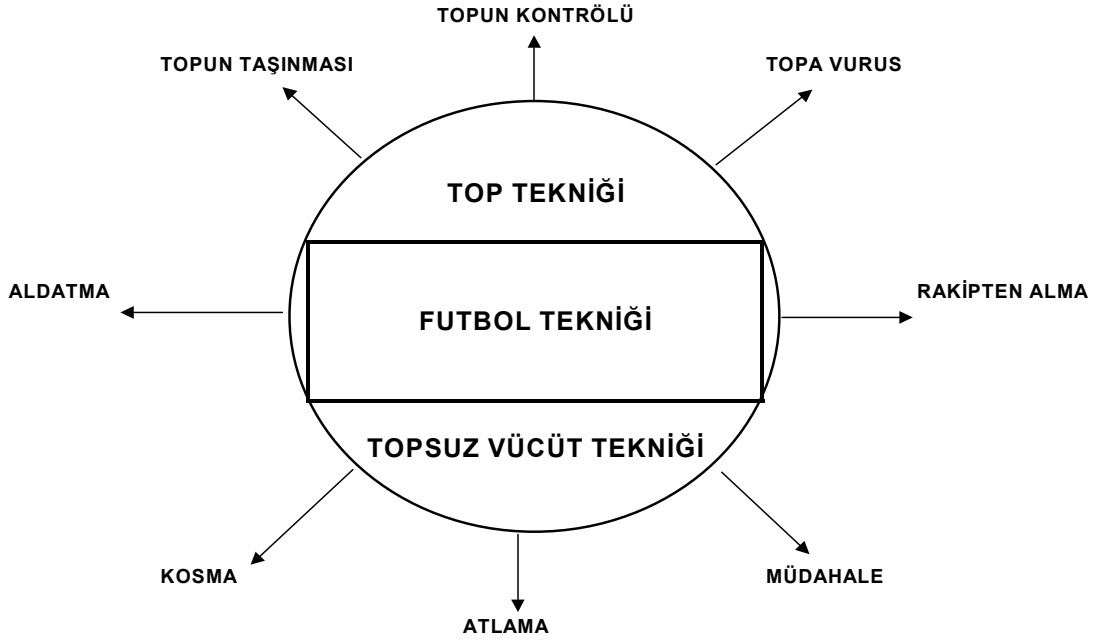 TOPUN KONTRÖLÜ
TOPUN TAŞINMASI
TOPA VURUS
TOP TEKNİĞİ
ALDATMA
RAKİPTEN ALMA
FUTBOL TEKNİĞİ
TOPSUZ VÜCÜT TEKNİĞİ
KOSMA
MÜDAHALE
ATLAMA